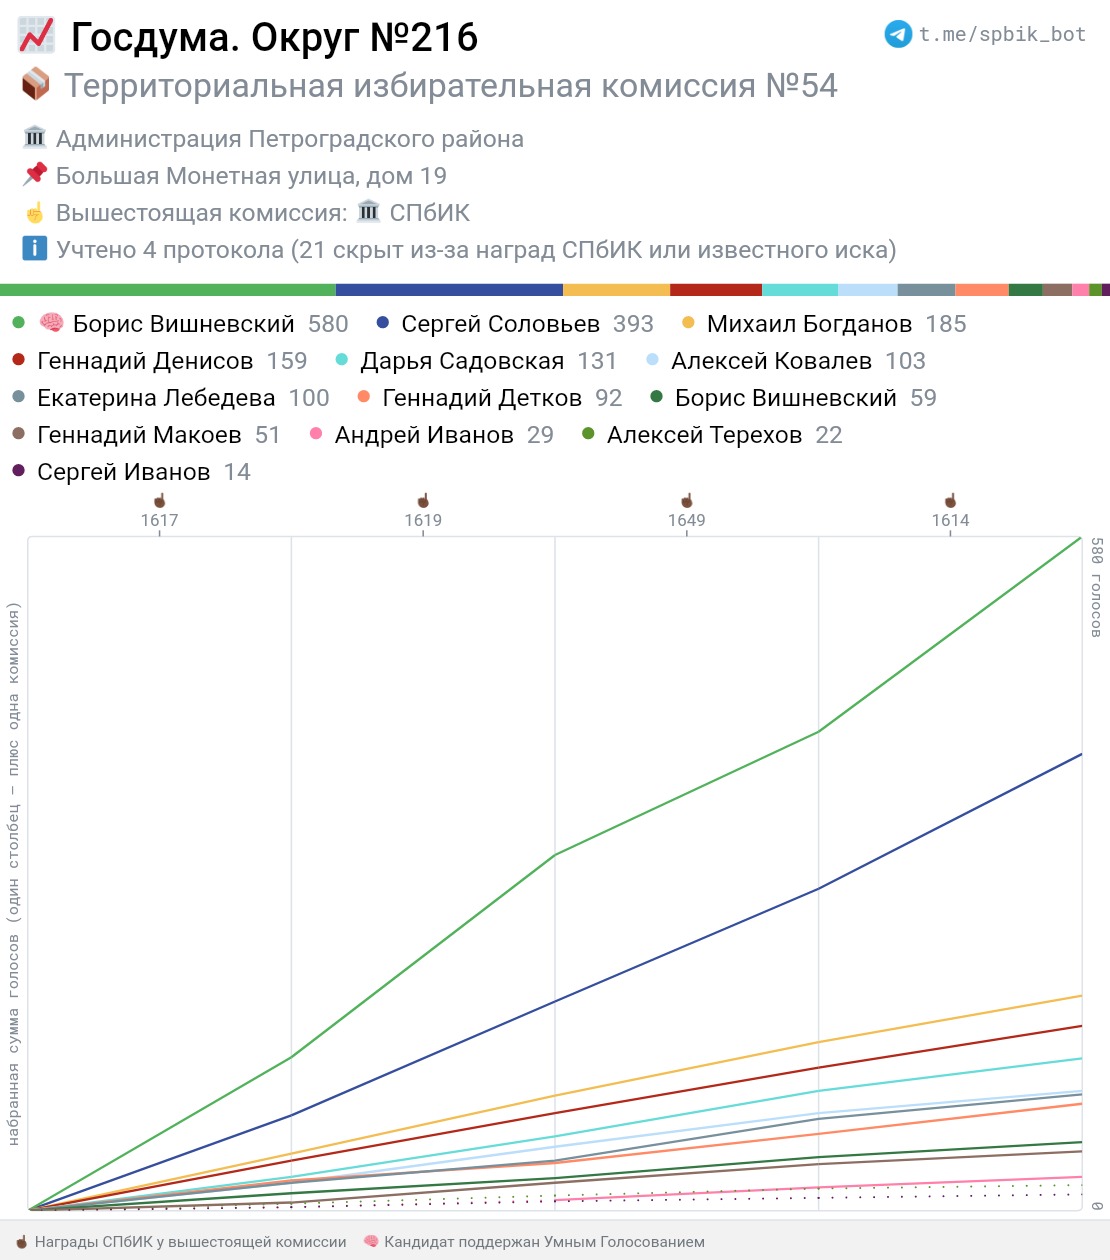 Госдума. Округ №216
t.me/spbik_bot
Территориальная избирательная комиссия №54
Администрация Петроградского района
Большая Монетная улица, дом 19
Вышестоящая комиссия: СПбИК
Учтено 4 протокола (21 скрыт из-за наград СПбИК или известного иска)
Борис Вишневский 580 Сергей Соловьев 393 Михаил Богданов 185
Геннадий Денисов 159 Дарья Садовская 131 Алексей Ковалев 103
Екатерина Лебедева 100 Геннадий Детков 92 Борис Вишневский 59
Геннадий Макоев 51 Андрей Иванов 29 Алексей Терехов 22
Сергей Иванов 14
1617 1619 1649 1614
580 голосов
набранная сумма голосов (один столбец — плюс одна комиссия)
0
Награды СПбИК у вышестоящей комиссии Кандидат поддержан Умным Голосованием